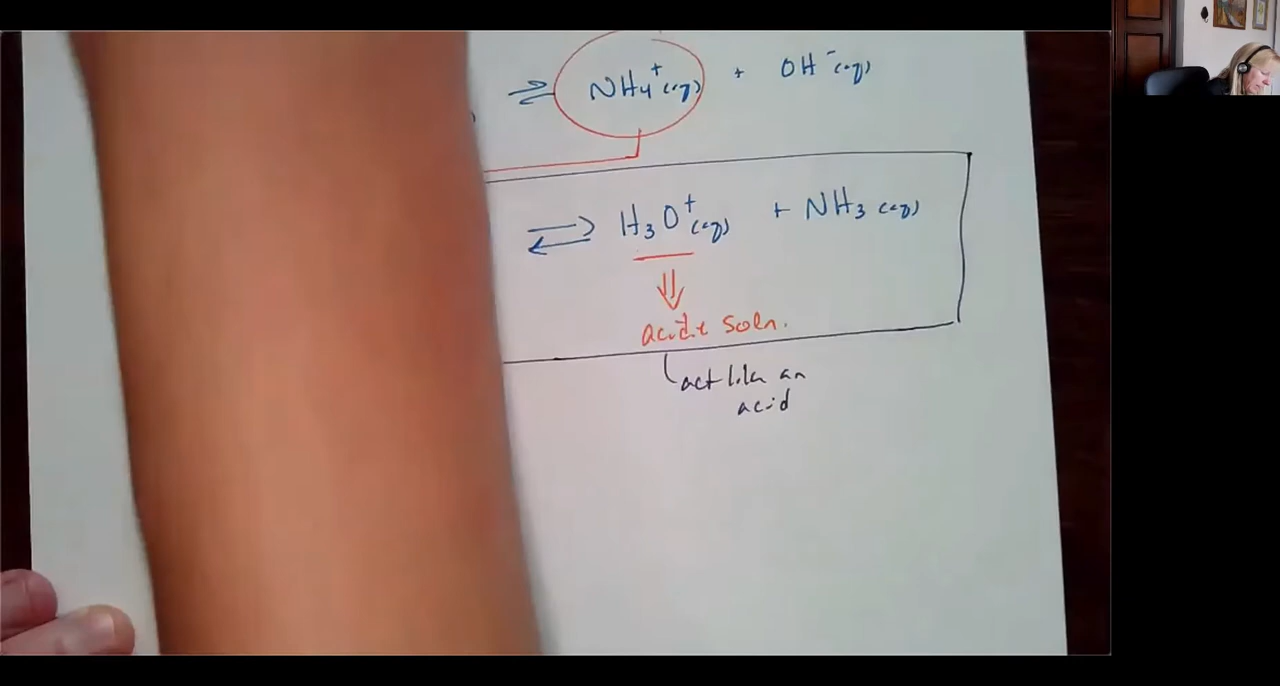 ⇌ NH4+(aq) + OH-(aq)
⇌ H3O+(aq) + NH3(aq)
⇓
acidic soln.
act like an
acid